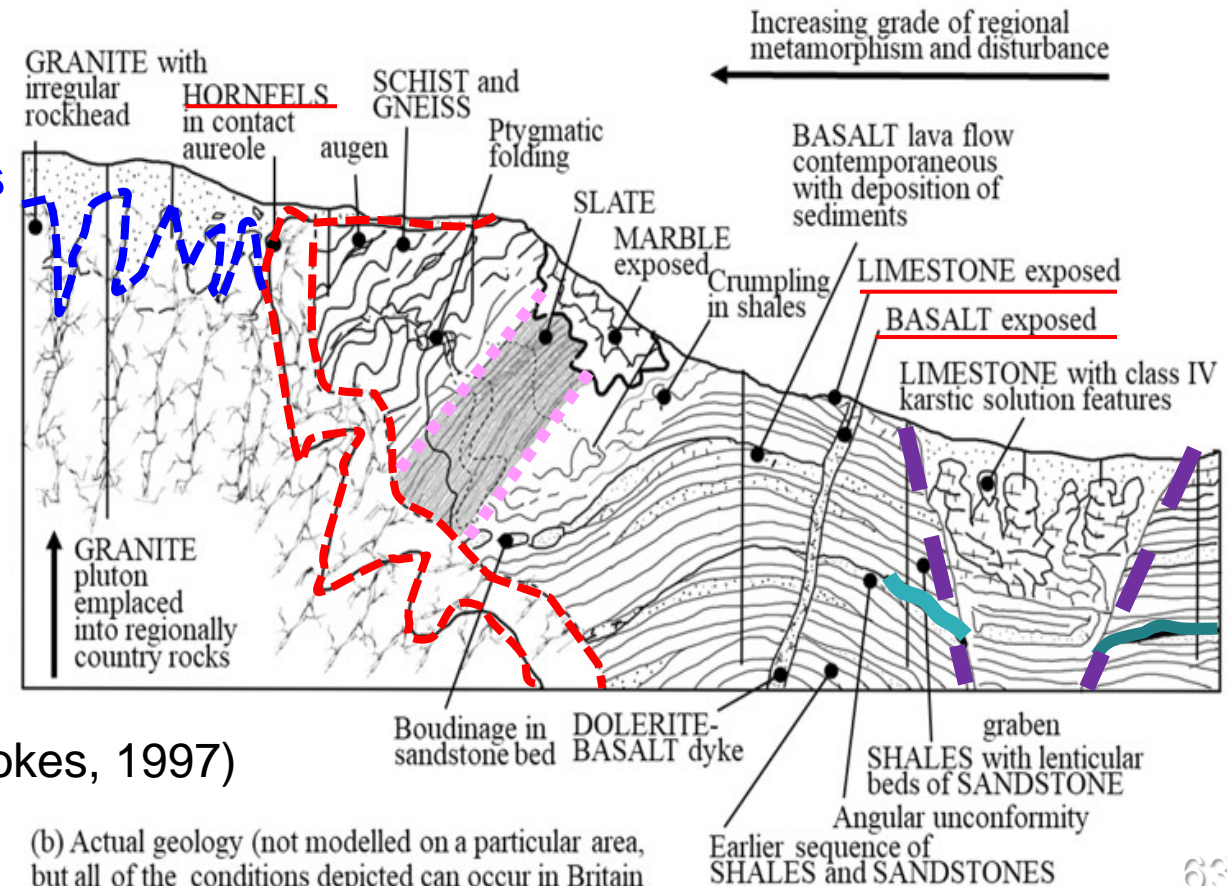 Increasing grade of regional
metamorphism and disturbance
GRANITE with
irregular
rockhead
HORNFELS
in contact
aureole
augen
SCHIST and
GNEISS
Ptygmatic
folding
SLATE
MARBLE
exposed
Crumpling
in shales
BASALT lava flow
contemporaneous
with deposition of
sediments
LIMESTONE exposed
BASALT exposed
LIMESTONE with class IV
karstic solution features
s
GRANITE
pluton
emplaced
into regionally
country rocks
Boudinage in
sandstone bed
DOLERITE-
BASALT dyke
graben
SHALES with lenticular
beds of SANDSTONE
Angular unconformity
Earlier sequence of
SHALES and SANDSTONES
okes, 1997)
(b) Actual geology (not modelled on a particular area,
but all of the conditions depicted can occur in Britain
63